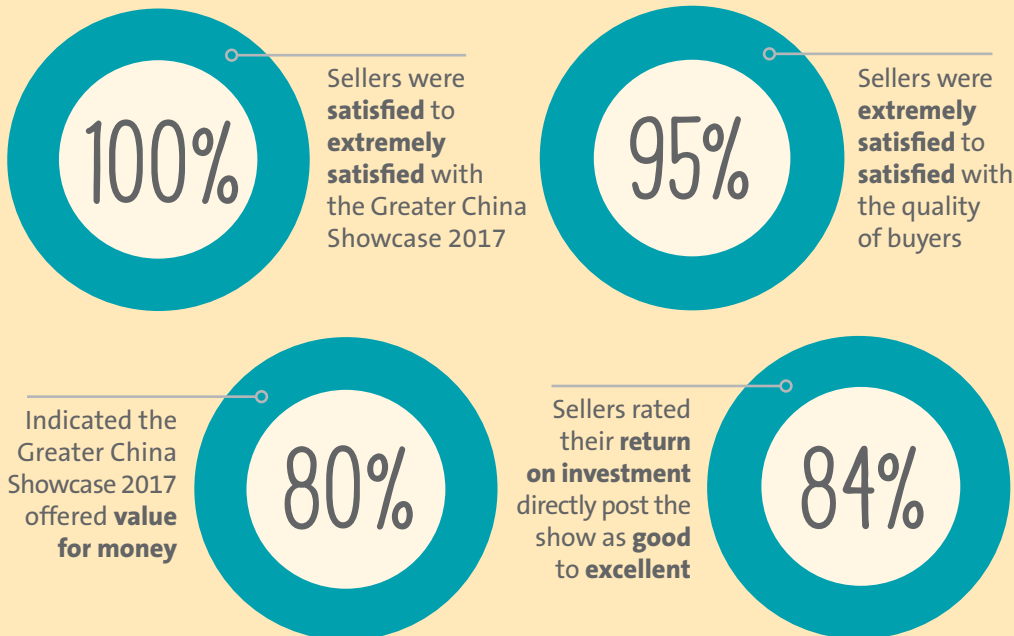 100%
Sellers were
satisfied to
extremely
satisfied with
the Greater China
Showcase 2017
95%
Sellers were
extremely
satisfied to
satisfied with
the quality
of buyers
Indicated the
Greater China
Showcase 2017
offered value
for money
80%
Sellers rated
their return
on investment
directly post the
show as good
to excellent
84%